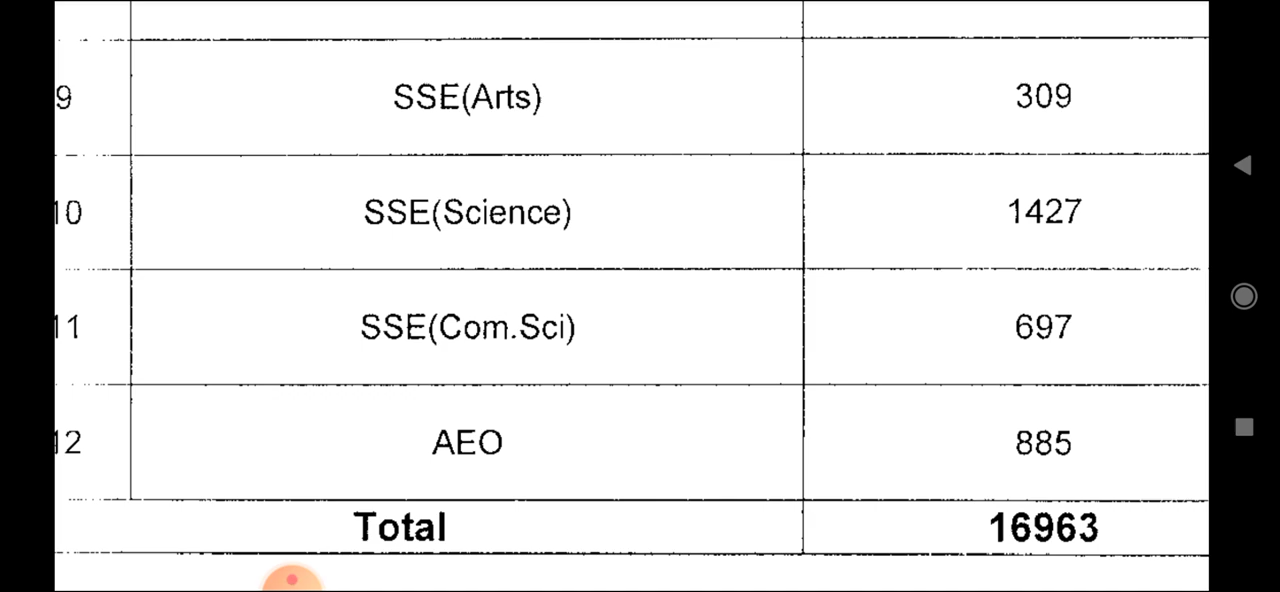 9 SSE(Arts) 309
10 SSE(Science) 1427
11 SSE(Com.Sci) 697
12 AEO 885
Total 16963